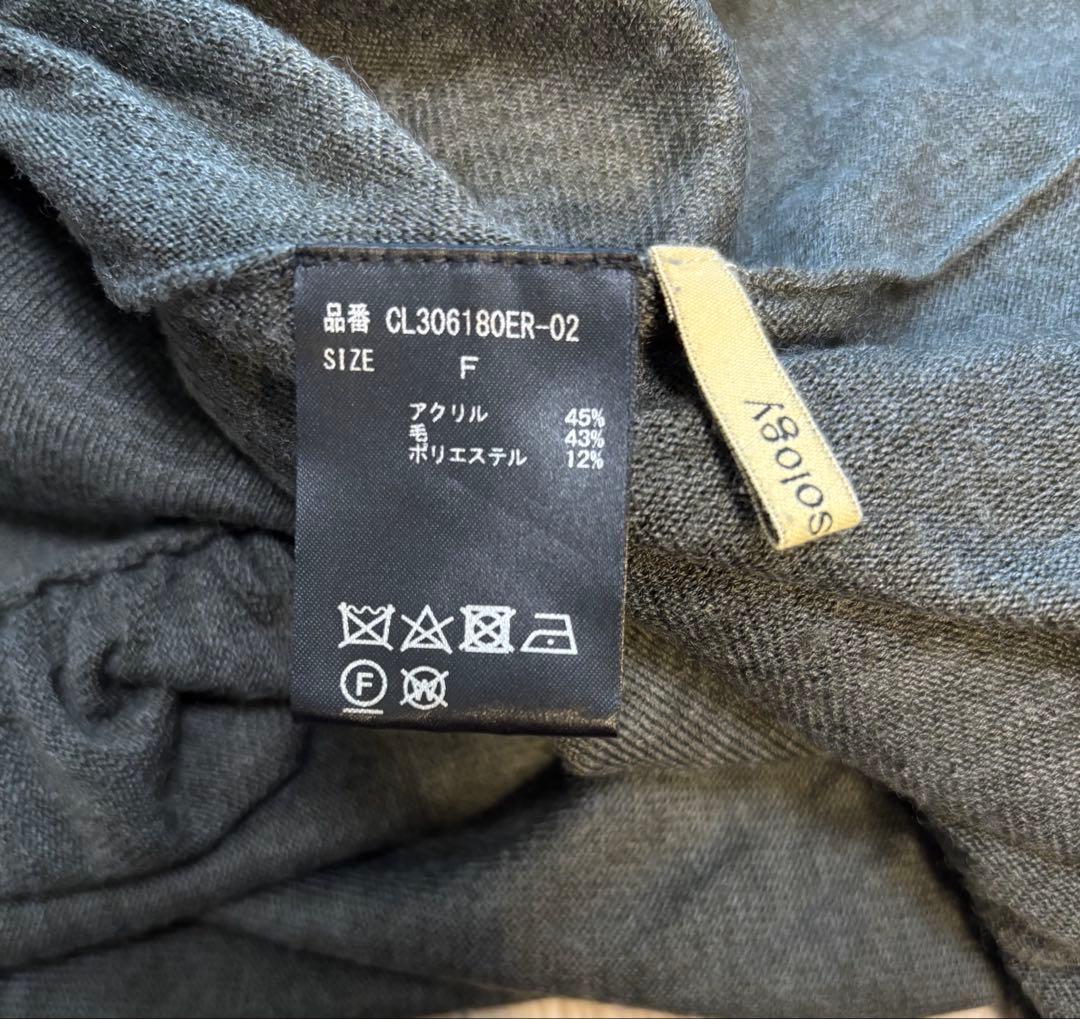 品番 CL306180ER-02
SIZE F
アクリル 45%
毛 43%
ポリエステル 12%
F
W
sology